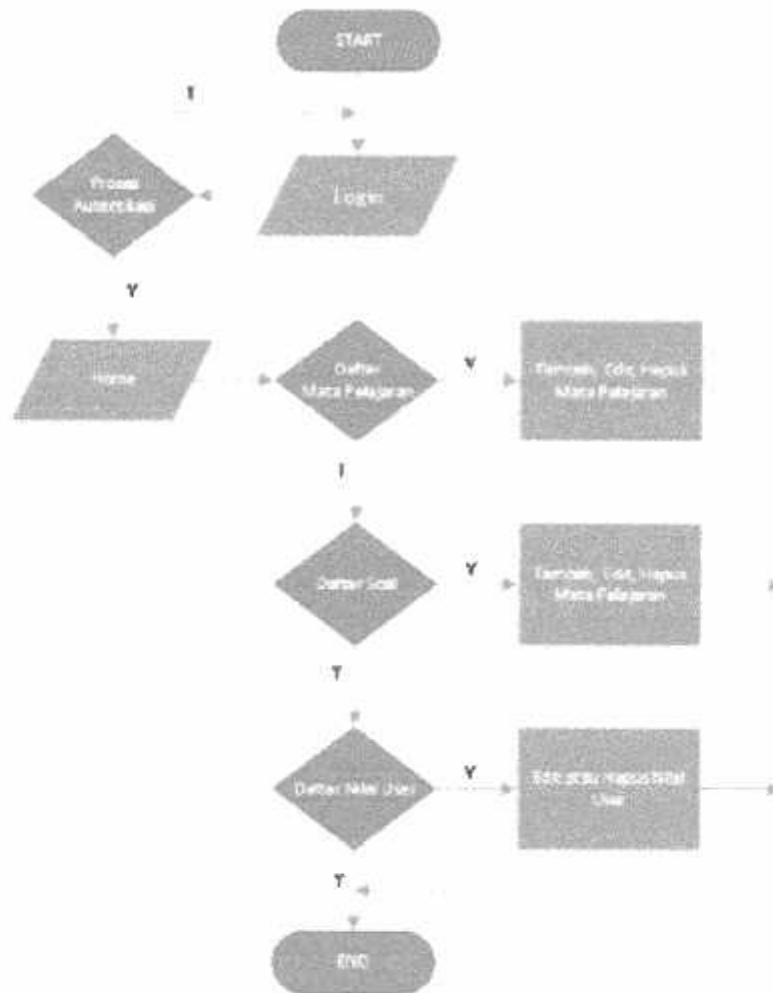 START
T
Proses
Autentikasi
Login
Y
Home
Daftar
Mata Pelajaran
Y
Tambah, Edit, Hapus
Mata Pelajaran
T
Daftar Soal
Y
Tambah, Edit, Hapus
Mata Pelajaran
T
Daftar Nilai User
Y
Edit atau Hapus Nilai
User
T
END